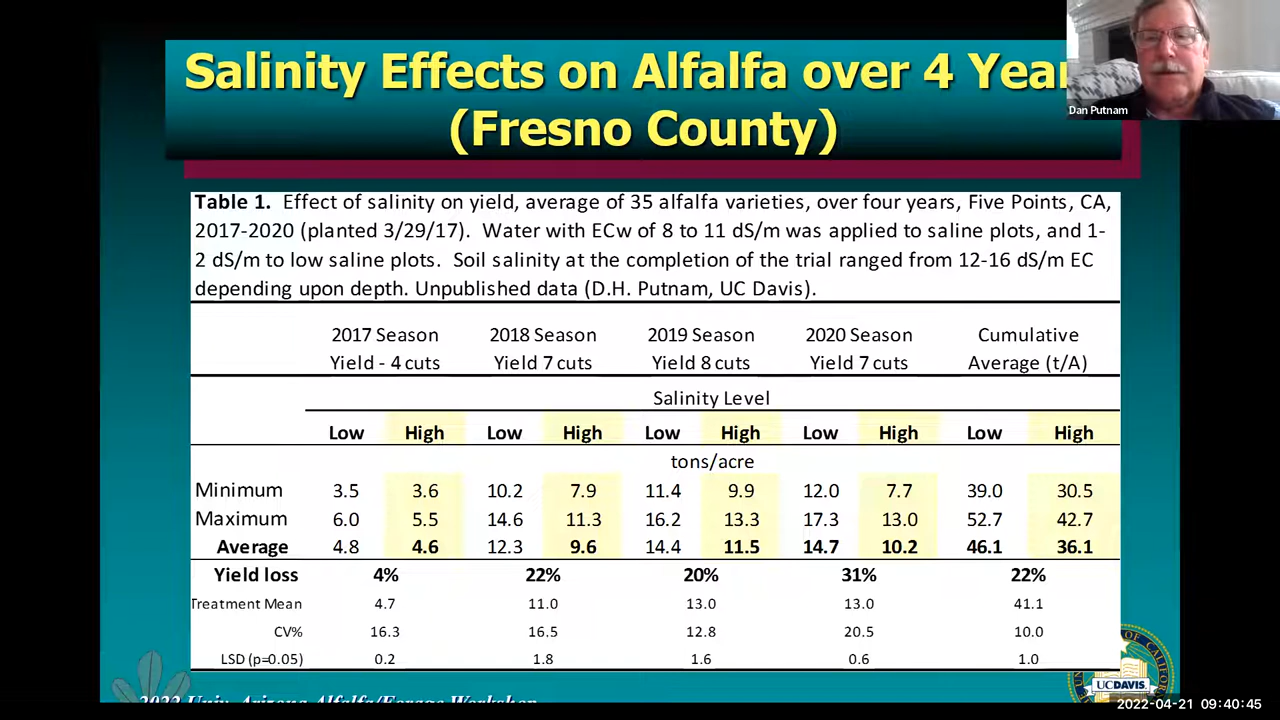 Salinity Effects on Alfalfa over 4 Year
(Fresno County)
Dan Putnam
Table 1. Effect of salinity on yield, average of 35 alfalfa varieties, over four years, Five Points, CA,
2017-2020 (planted 3/29/17). Water with ECw of 8 to 11 dS/m was applied to saline plots, and 1-
2 dS/m to low saline plots. Soil salinity at the completion of the trial ranged from 12-16 dS/m EC
depending upon depth. Unpublished data (D.H. Putnam, UC Davis).
2017 Season 2018 Season 2019 Season 2020 Season Cumulative
Yield - 4 cuts Yield 7 cuts Yield 8 cuts Yield 7 cuts Average (t/A)
Salinity Level
Low High Low High Low High Low High Low High
tons/acre
Minimum 3.5 3.6 10.2 7.9 11.4 9.9 12.0 7.7 39.0 30.5
Maximum 6.0 5.5 14.6 11.3 16.2 13.3 17.3 13.0 52.7 42.7
Average 4.8 4.6 12.3 9.6 14.4 11.5 14.7 10.2 46.1 36.1
Yield loss 4% 22% 20% 31% 22%
Treatment Mean 4.7 11.0 13.0 13.0 41.1
CV% 16.3 16.5 12.8 20.5 10.0
LSD (p=0.05) 0.2 1.8 1.6 0.6 1.0
2022 Univ. Arizona Alfalfa/Forage Workshop
UCDAVIS
2022-04-21 09:40:45